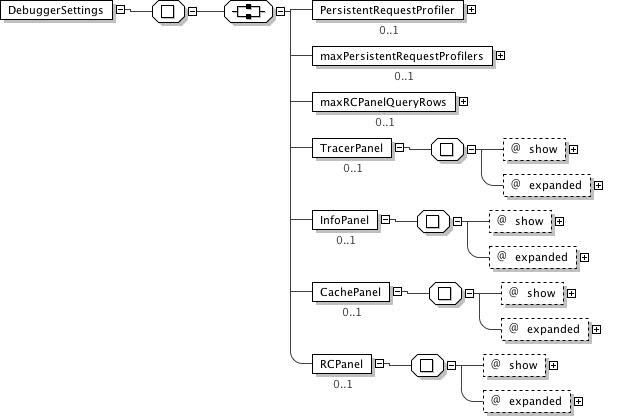 DebuggerSettings
PersistentRequestProfiler
0..1
maxPersistentRequestProfilers
0..1
maxRCPanelQueryRows
0..1
TracerPanel
0..1
@ show
@ expanded
InfoPanel
0..1
@ show
@ expanded
CachePanel
0..1
@ show
@ expanded
RCPanel
0..1
@ show
@ expanded